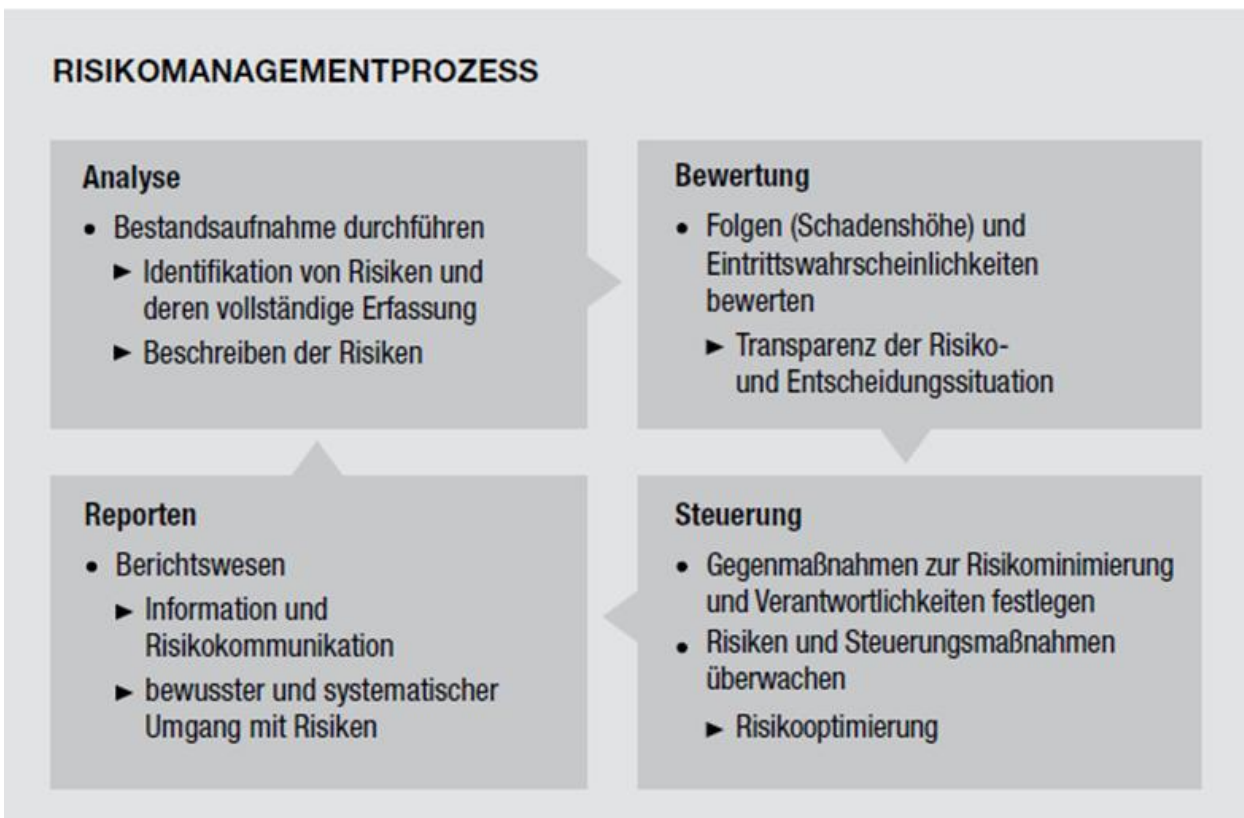 RISIKOMANAGEMENTPROZESS
Analyse
• Bestandsaufnahme durchführen
► Identifikation von Risiken und
deren vollständige Erfassung
► Beschreiben der Risiken
Bewertung
• Folgen (Schadenshöhe) und
Eintrittswahrscheinlichkeiten
bewerten
► Transparenz der Risiko-
und Entscheidungssituation
Reporten
• Berichtswesen
► Information und
Risikokommunikation
► bewusster und systematischer
Umgang mit Risiken
Steuerung
• Gegenmaßnahmen zur Risikominimierung
und Verantwortlichkeiten festlegen
• Risiken und Steuerungsmaßnahmen
überwachen
► Risikooptimierung